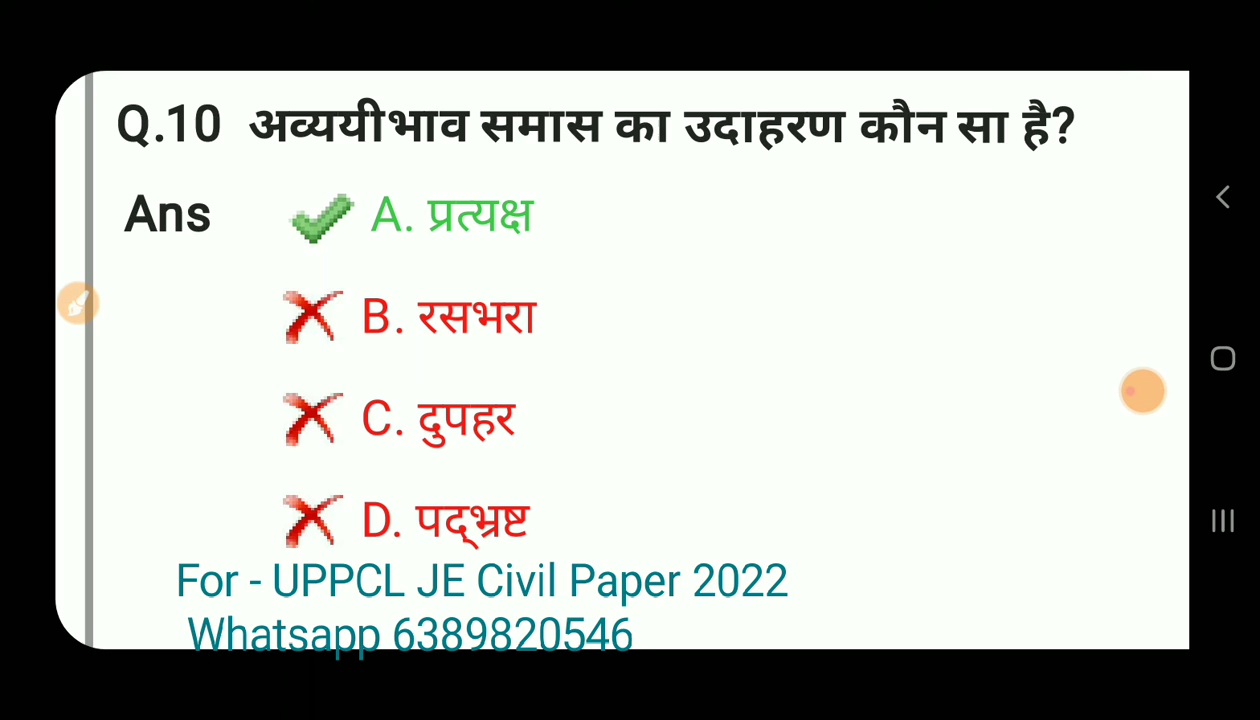 Q.10 अव्ययीभाव समास का उदाहरण कौन सा है?
Ans A. प्रत्यक्ष
B. रसभरा
C. दुपहर
D. पद्भ्रष्ट
For - UPPCL JE Civil Paper 2022
Whatsapp 6389820546